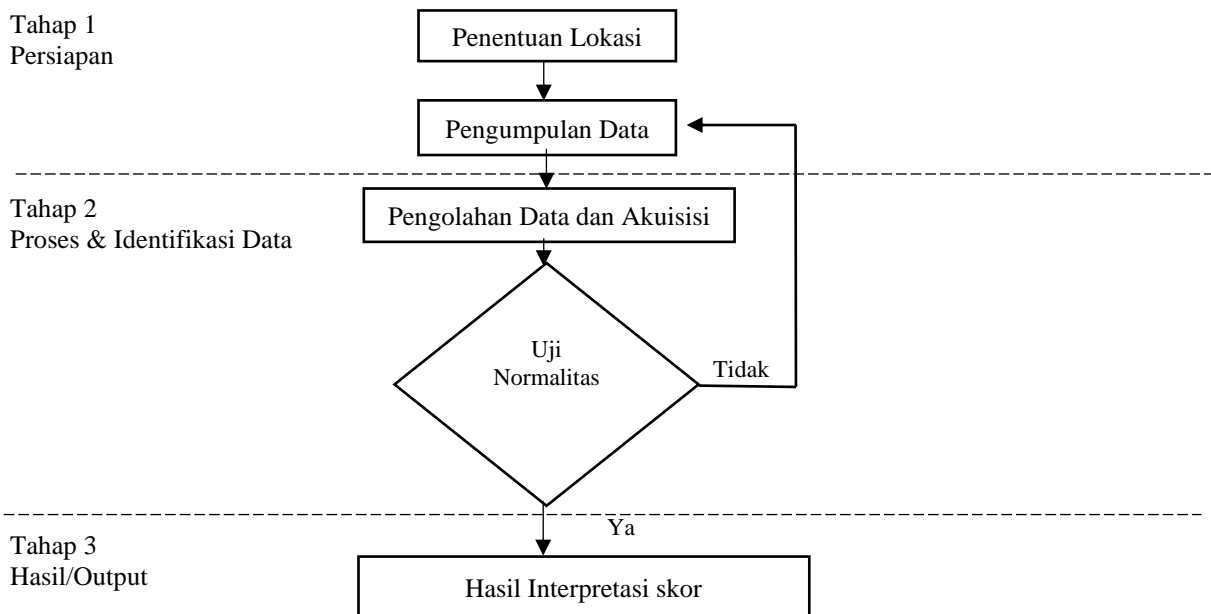 Tahap 1
Persiapan
Penentuan Lokasi
Pengumpulan Data
Tahap 2
Proses & Identifikasi Data
Pengolahan Data dan Akuisisi
Uji
Normalitas
Tidak
Ya
Tahap 3
Hasil/Output
Hasil Interpretasi skor